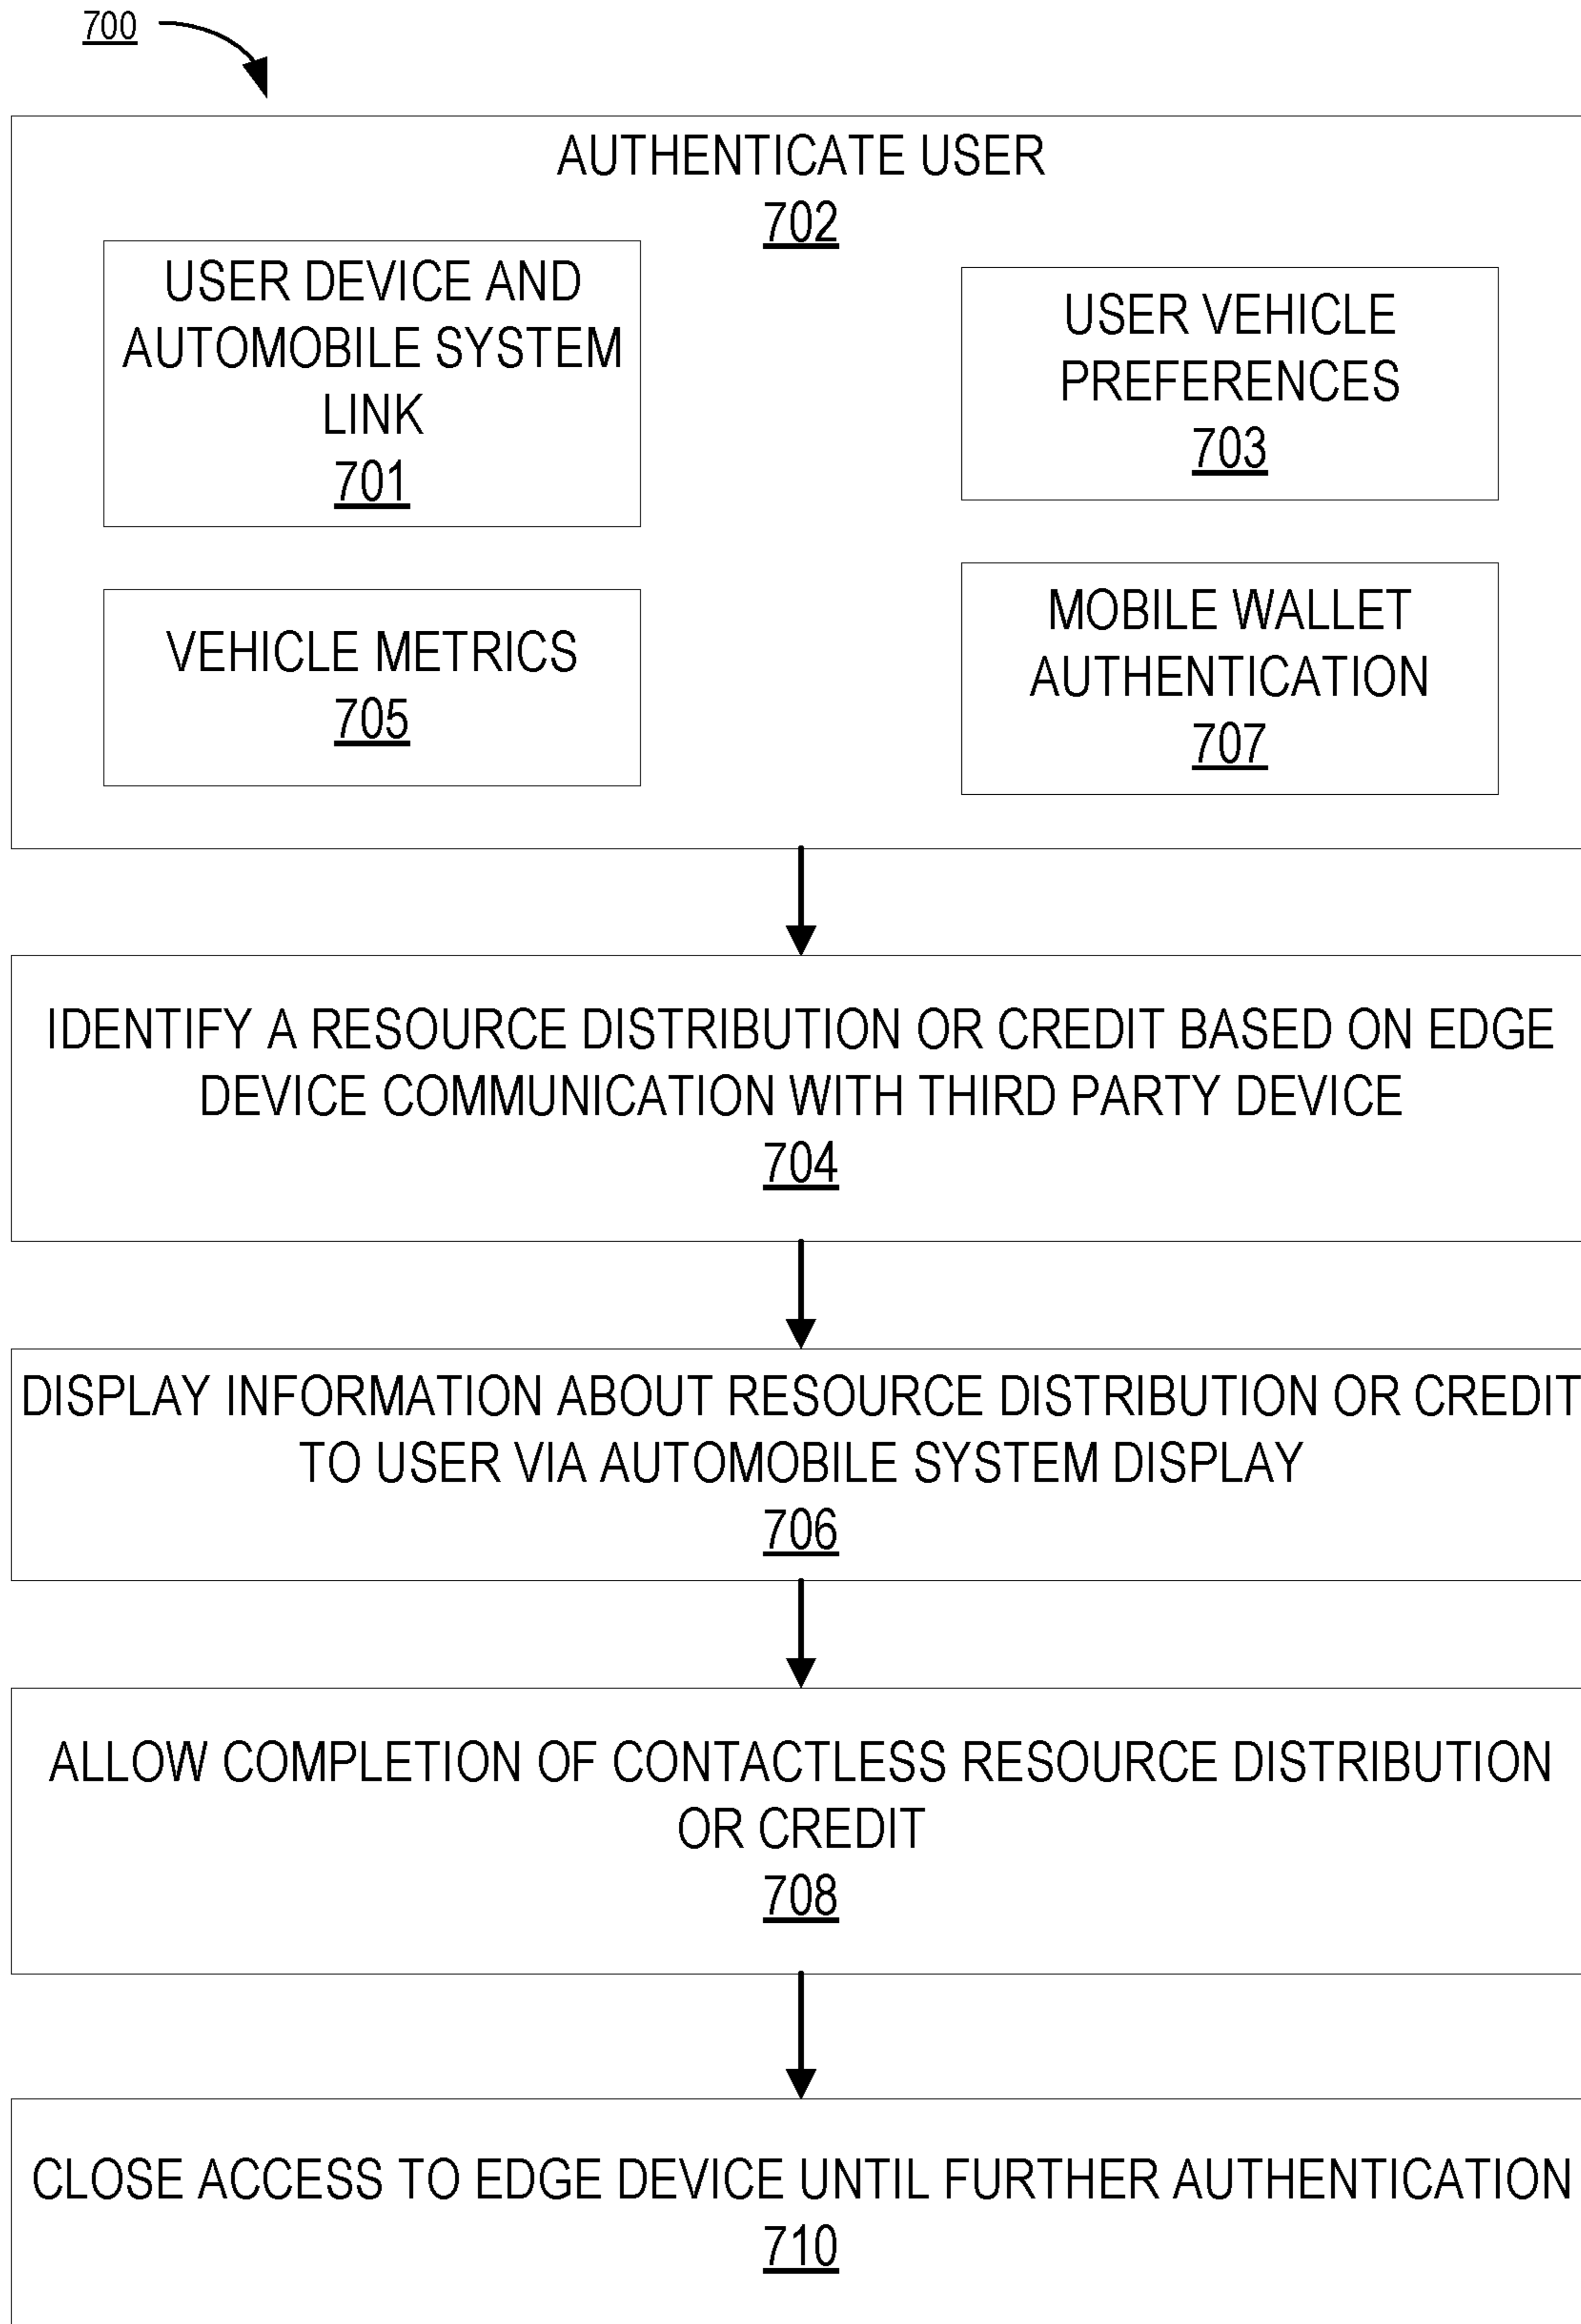 700
AUTHENTICATE USER
702
USER DEVICE AND
AUTOMOBILE SYSTEM
LINK
701
USER VEHICLE
PREFERENCES
703
VEHICLE METRICS
705
MOBILE WALLET
AUTHENTICATION
707
IDENTIFY A RESOURCE DISTRIBUTION OR CREDIT BASED ON EDGE
DEVICE COMMUNICATION WITH THIRD PARTY DEVICE
704
DISPLAY INFORMATION ABOUT RESOURCE DISTRIBUTION OR CREDIT
TO USER VIA AUTOMOBILE SYSTEM DISPLAY
706
ALLOW COMPLETION OF CONTACTLESS RESOURCE DISTRIBUTION
OR CREDIT
708
CLOSE ACCESS TO EDGE DEVICE UNTIL FURTHER AUTHENTICATION
710